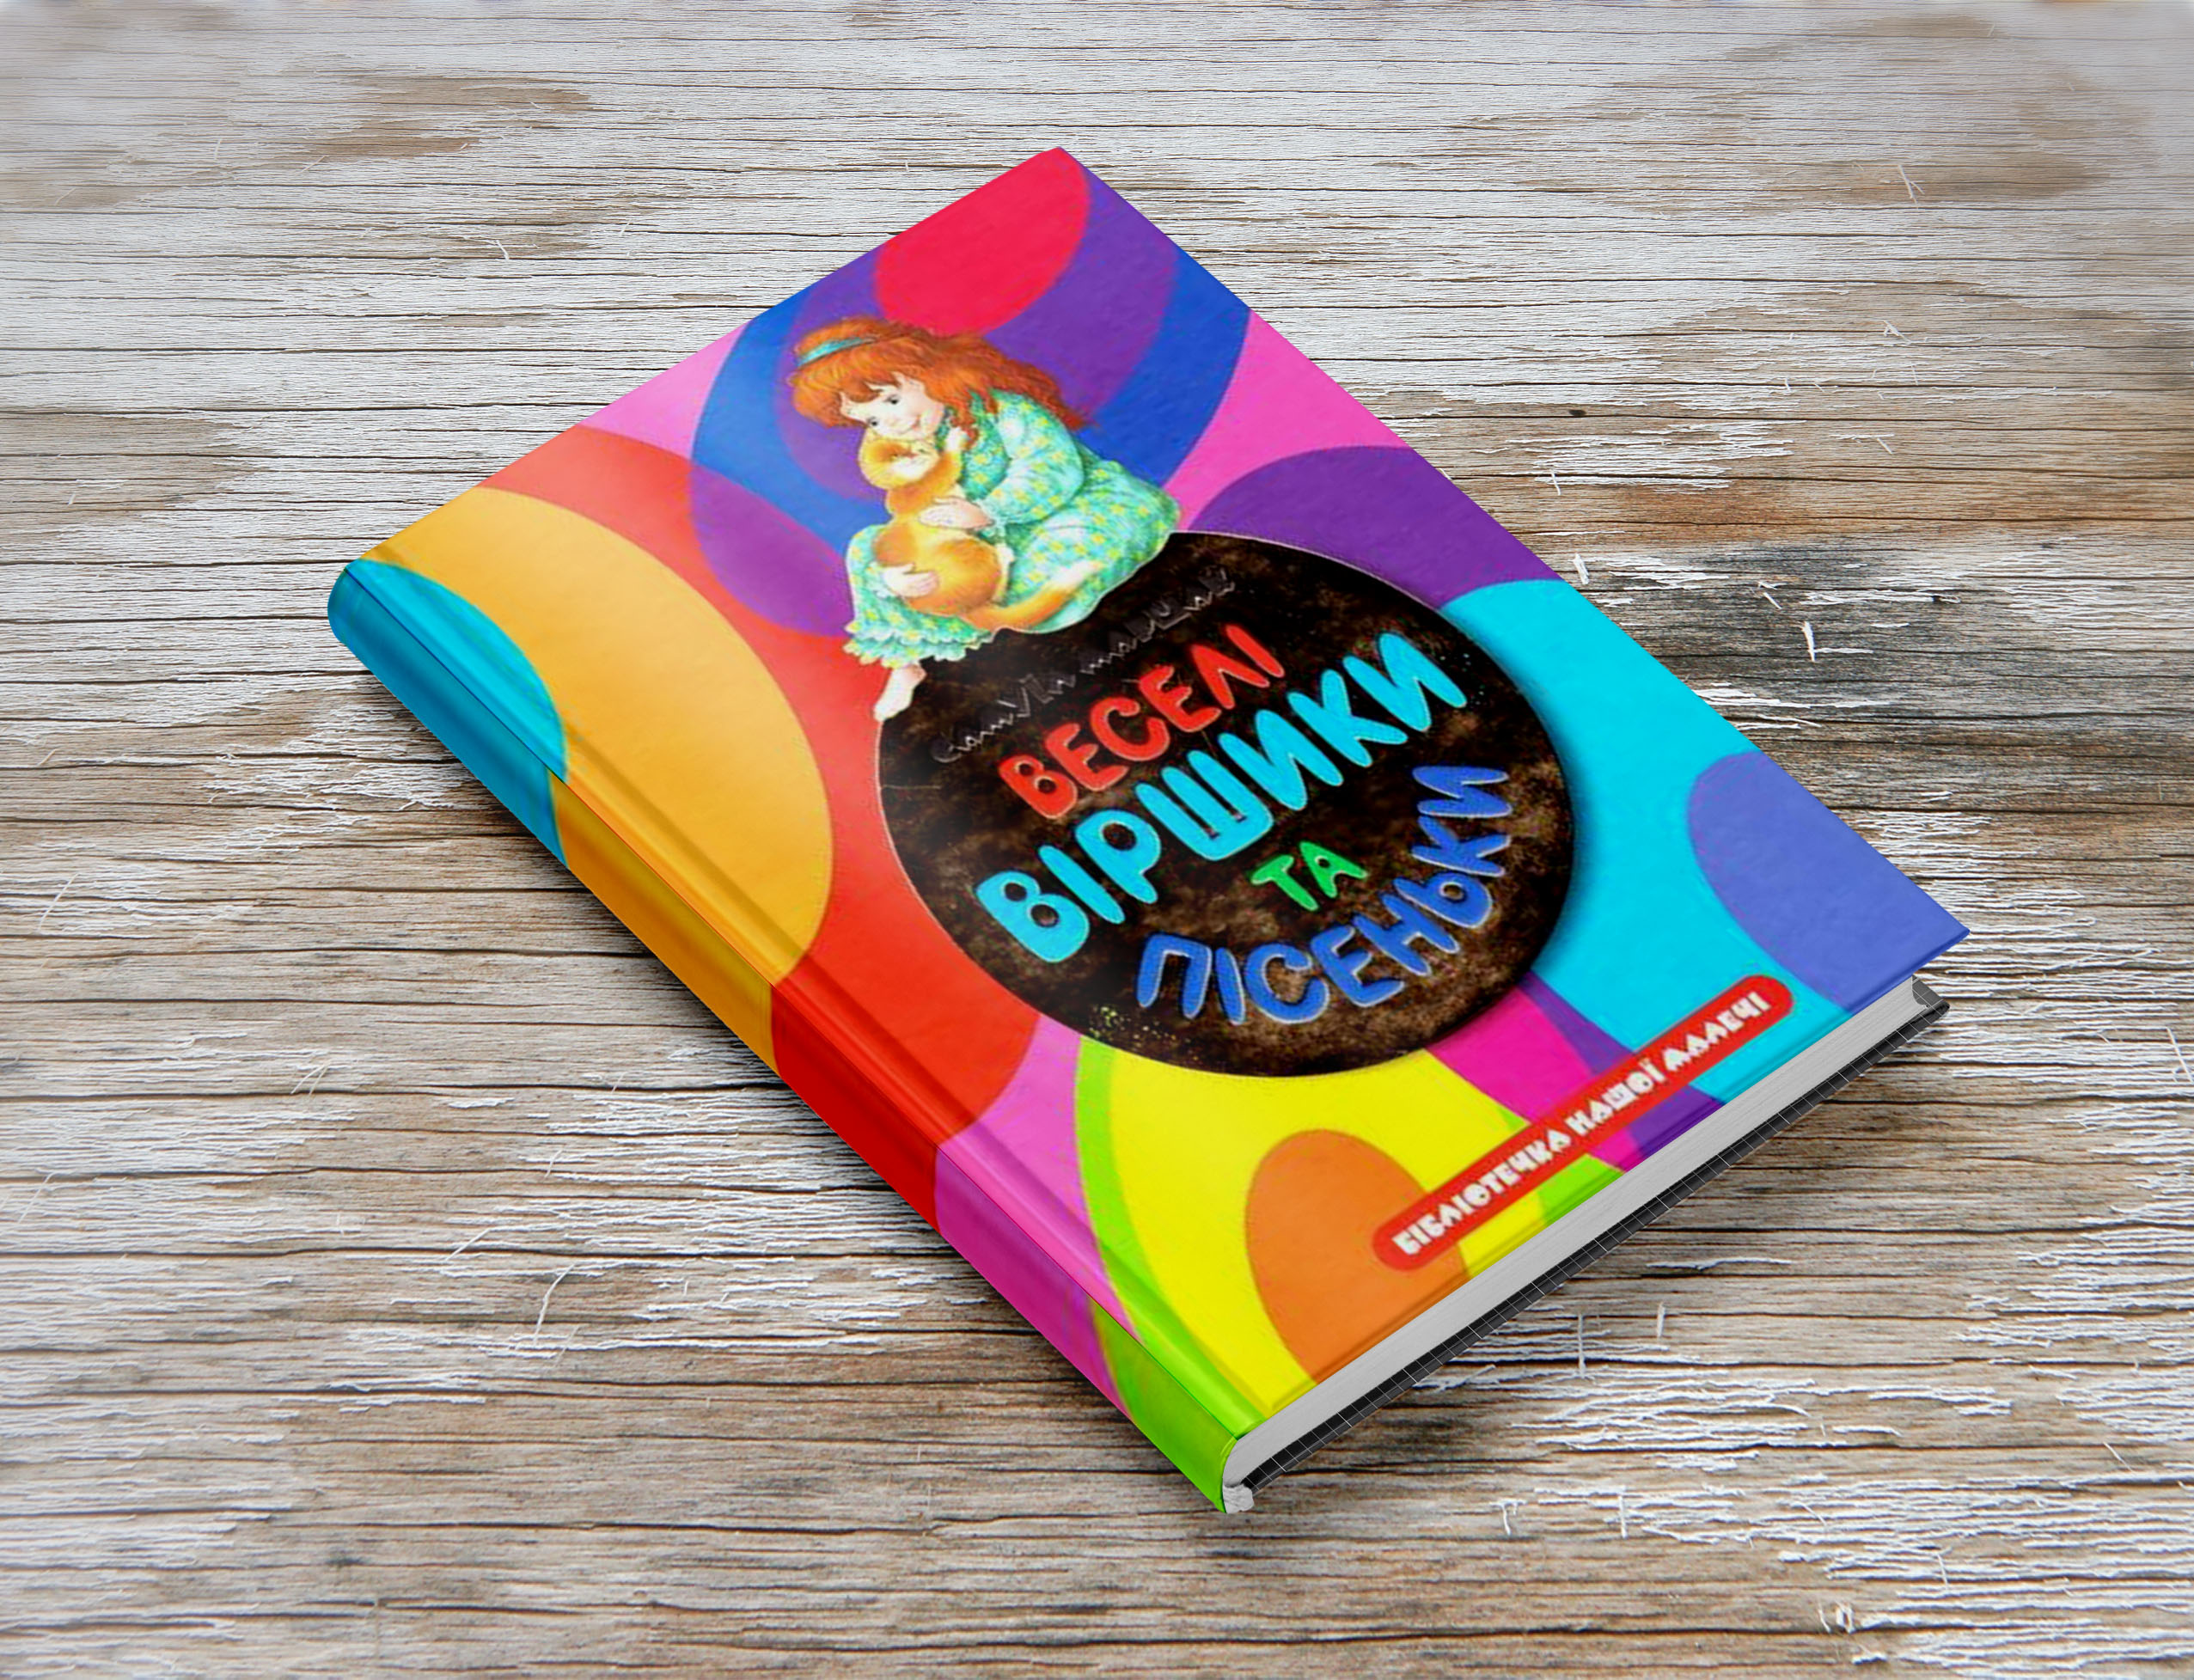 ВЕСЕЛІ
ВІРШИКИ
ТА
ПІСЕНЬКИ
БІБЛІОТЕЧКА НАШОЇ МАЛЕЧІ